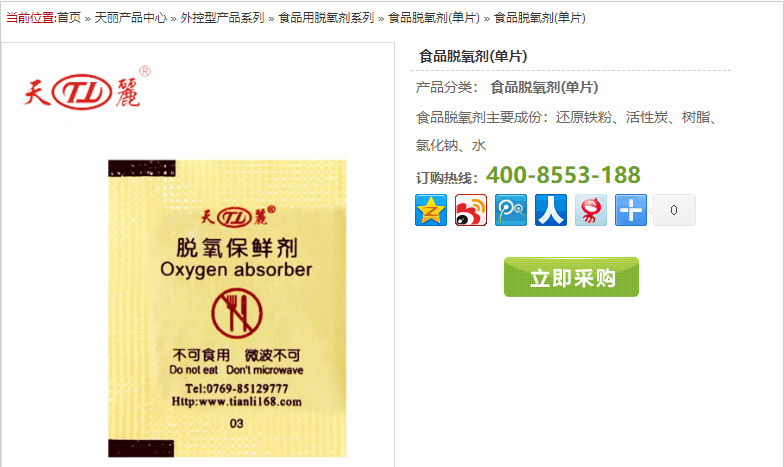 当前位置:首页 » 天丽产品中心 » 外控型产品系列 » 食品用脱氧剂系列 » 食品脱氧剂(单片) » 食品脱氧剂(单片)
天 TL 麗 ®
天 TL 麗 ®
脱氧保鲜剂
Oxygen absorber
不可食用 微波不可
Do not eat Don't microwave
Tel:0769-85129777
Http:www.tianli168.com
03
食品脱氧剂(单片)
产品分类: 食品脱氧剂(单片)
食品脱氧剂主要成份：还原铁粉、活性炭、树脂、
氯化钠、水
订购热线：400-8553-188
0
立即采购